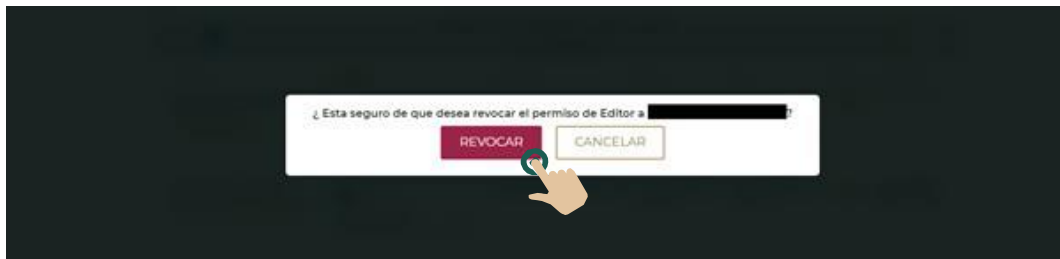 ¿ Esta seguro de que desea revocar el permiso de Editor a ?
REVOCAR CANCELAR